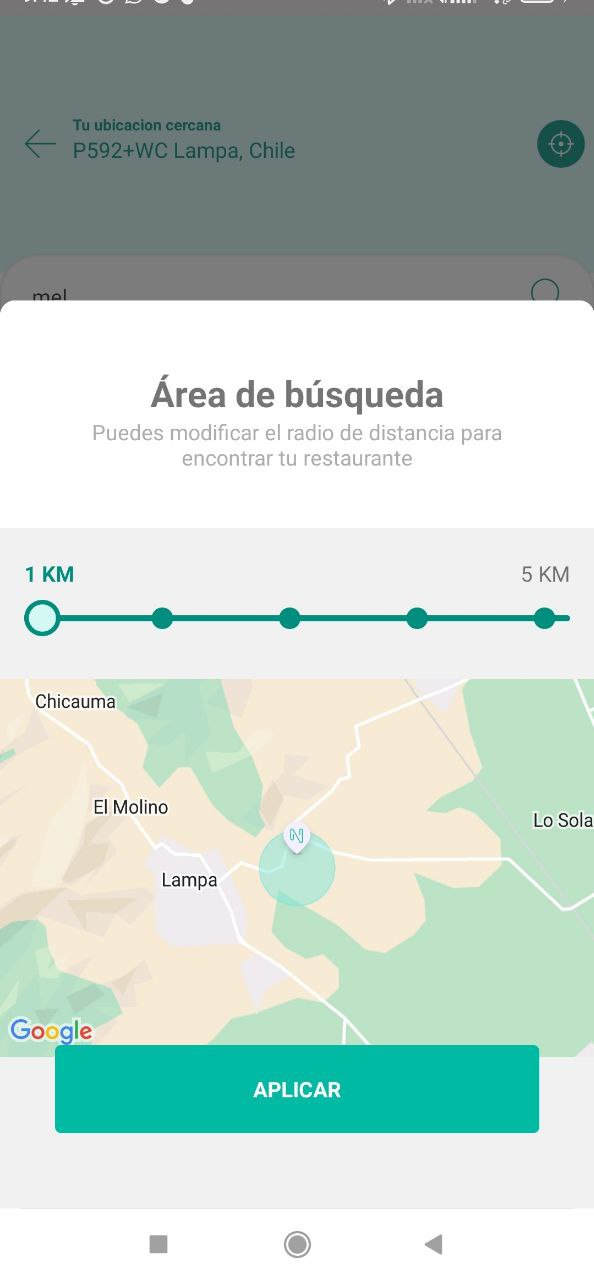 Tu ubicacion cercana
P592+WC Lampa, Chile
mel
Área de búsqueda
Puedes modificar el radio de distancia para
encontrar tu restaurante
1 KM
5 KM
Chicauma
El Molino
Lo Sola
Lampa
Google
APLICAR